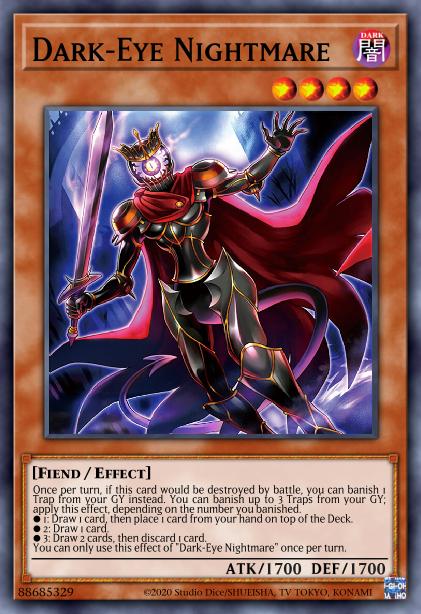 DARK-EYE NIGHTMARE
DARK
闇
[FIEND / EFFECT]
Once per turn, if this card would be destroyed by battle, you can banish 1
Trap from your GY instead. You can banish up to 3 Traps from your GY;
apply this effect, depending on the number you banished.
●1: Draw 1 card, then place 1 card from your hand on top of the Deck.
●2: Draw 1 card.
●3: Draw 2 cards, then discard 1 card.
You can only use this effect of "Dark-Eye Nightmare" once per turn.
ATK/1700 DEF/1700
88685329 ©2020 Studio Dice/SHUEISHA, TV TOKYO, KONAMI